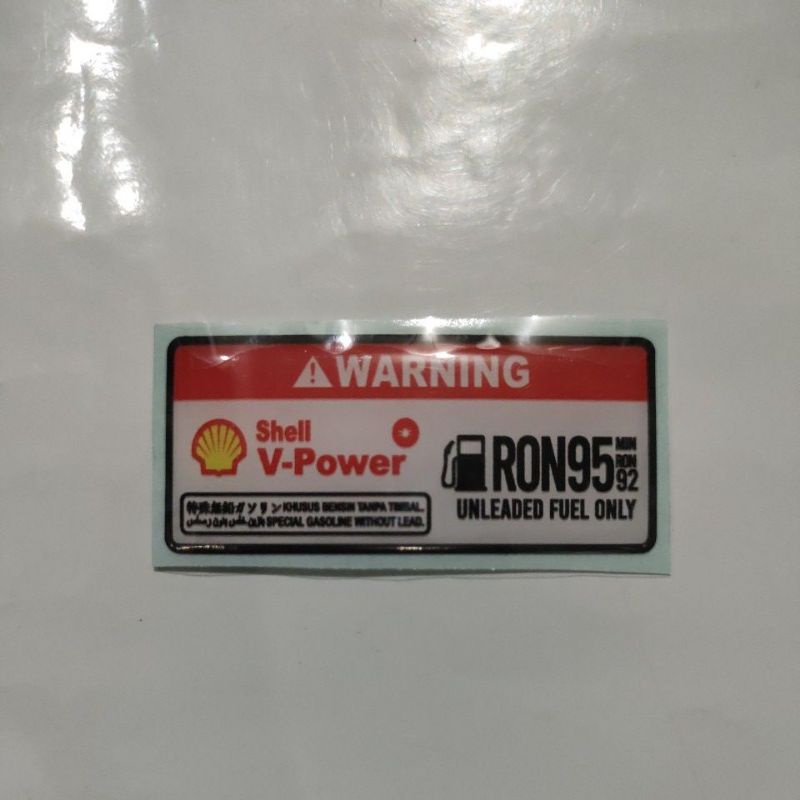 WARNING
Shell
V-Power
RON95 MIN RON 92
UNLEADED FUEL ONLY
特殊無鉛ガソリン KHUSUS BENSIN TANPA TIMBAL.
SPECIAL GASOLINE WITHOUT LEAD.